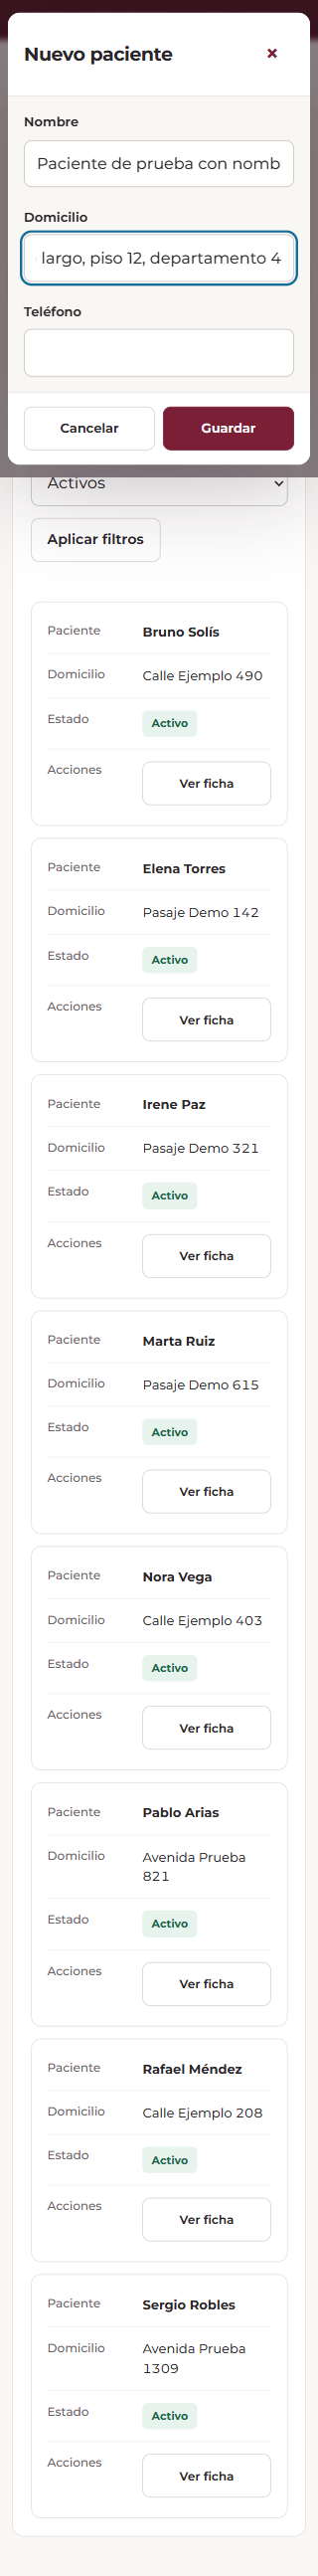 Nuevo paciente
×
Nombre
Paciente de prueba con nomb
Domicilio
largo, piso 12, departamento 4
Teléfono
Cancelar
Guardar
Activos
Aplicar filtros
Paciente Bruno Solís
Domicilio Calle Ejemplo 490
Estado Activo
Acciones Ver ficha
Paciente Elena Torres
Domicilio Pasaje Demo 142
Estado Activo
Acciones Ver ficha
Paciente Irene Paz
Domicilio Pasaje Demo 321
Estado Activo
Acciones Ver ficha
Paciente Marta Ruiz
Domicilio Pasaje Demo 615
Estado Activo
Acciones Ver ficha
Paciente Nora Vega
Domicilio Calle Ejemplo 403
Estado Activo
Acciones Ver ficha
Paciente Pablo Arias
Domicilio Avenida Prueba
821
Estado Activo
Acciones Ver ficha
Paciente Rafael Méndez
Domicilio Calle Ejemplo 208
Estado Activo
Acciones Ver ficha
Paciente Sergio Robles
Domicilio Avenida Prueba
1309
Estado Activo
Acciones Ver ficha